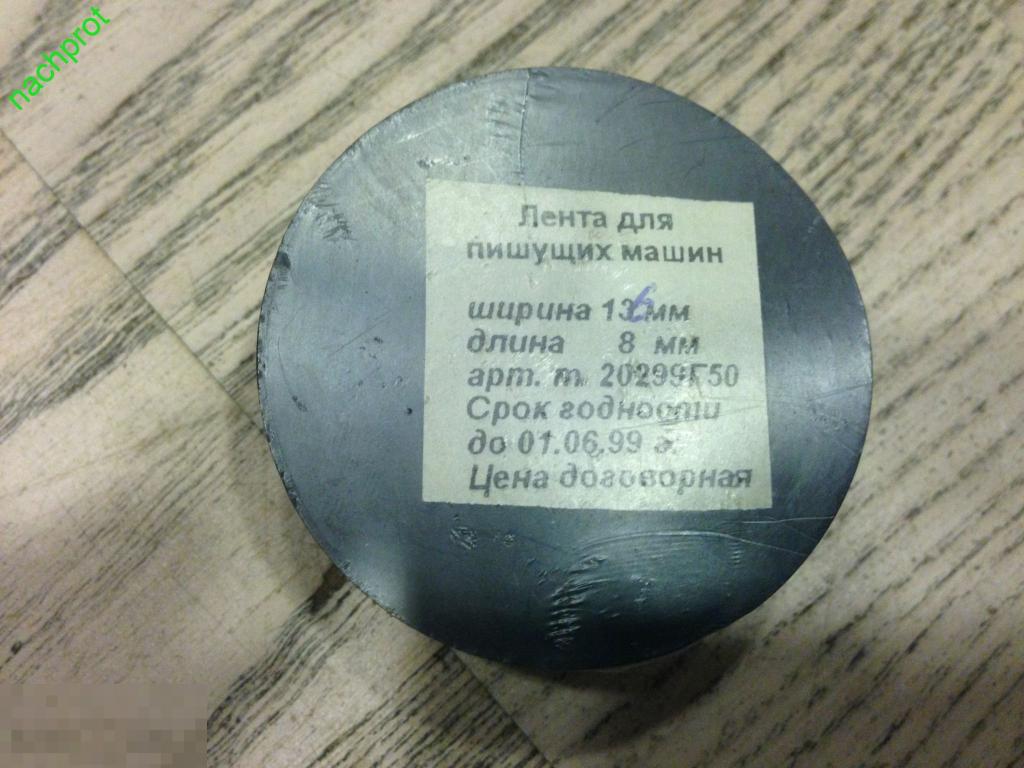 nachprot
Лента для
пишущих машин
ширина 136мм
длина 8 мм
арт. т. 20299Г50
Срок годности
до 01.06.99 г.
Цена договорная